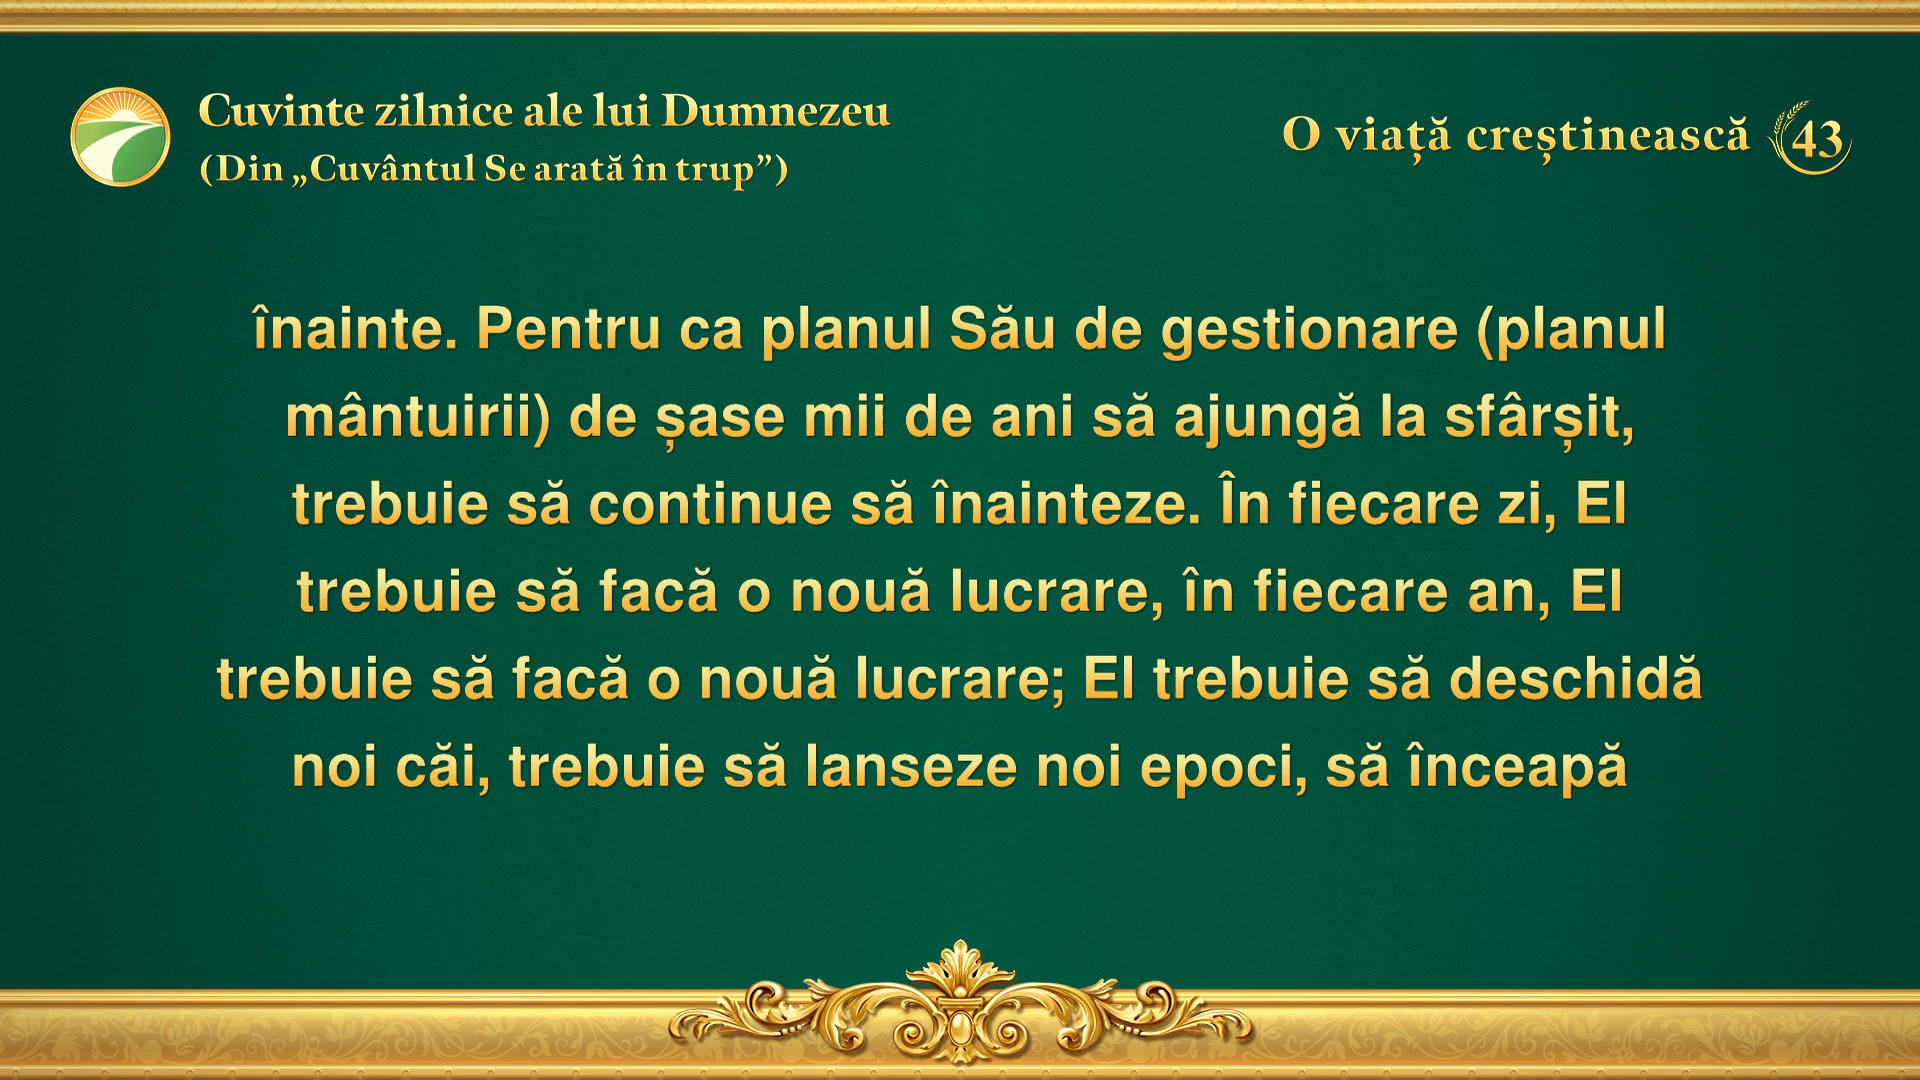 Cuvinte zilnice ale lui Dumnezeu
(Din „Cuvântul Se arată în trup”)
O viață creștinească 43
înainte. Pentru ca planul Său de gestionare (planul
mântuirii) de șase mii de ani să ajungă la sfârșit,
trebuie să continue să înainteze. În fiecare zi, El
trebuie să facă o nouă lucrare, în fiecare an, El
trebuie să facă o nouă lucrare; El trebuie să deschidă
noi căi, trebuie să lanseze noi epoci, să înceapă